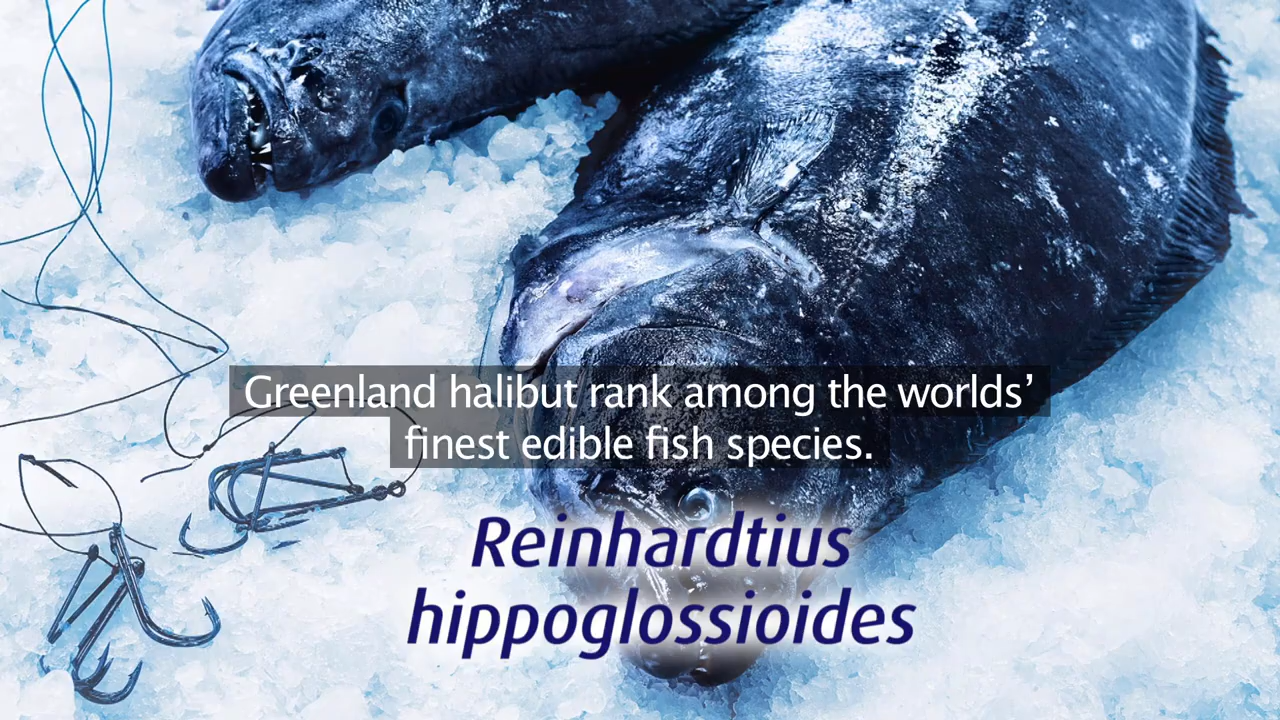 Greenland halibut rank among the worlds’
finest edible fish species.
Reinhardtius
hippoglossioides